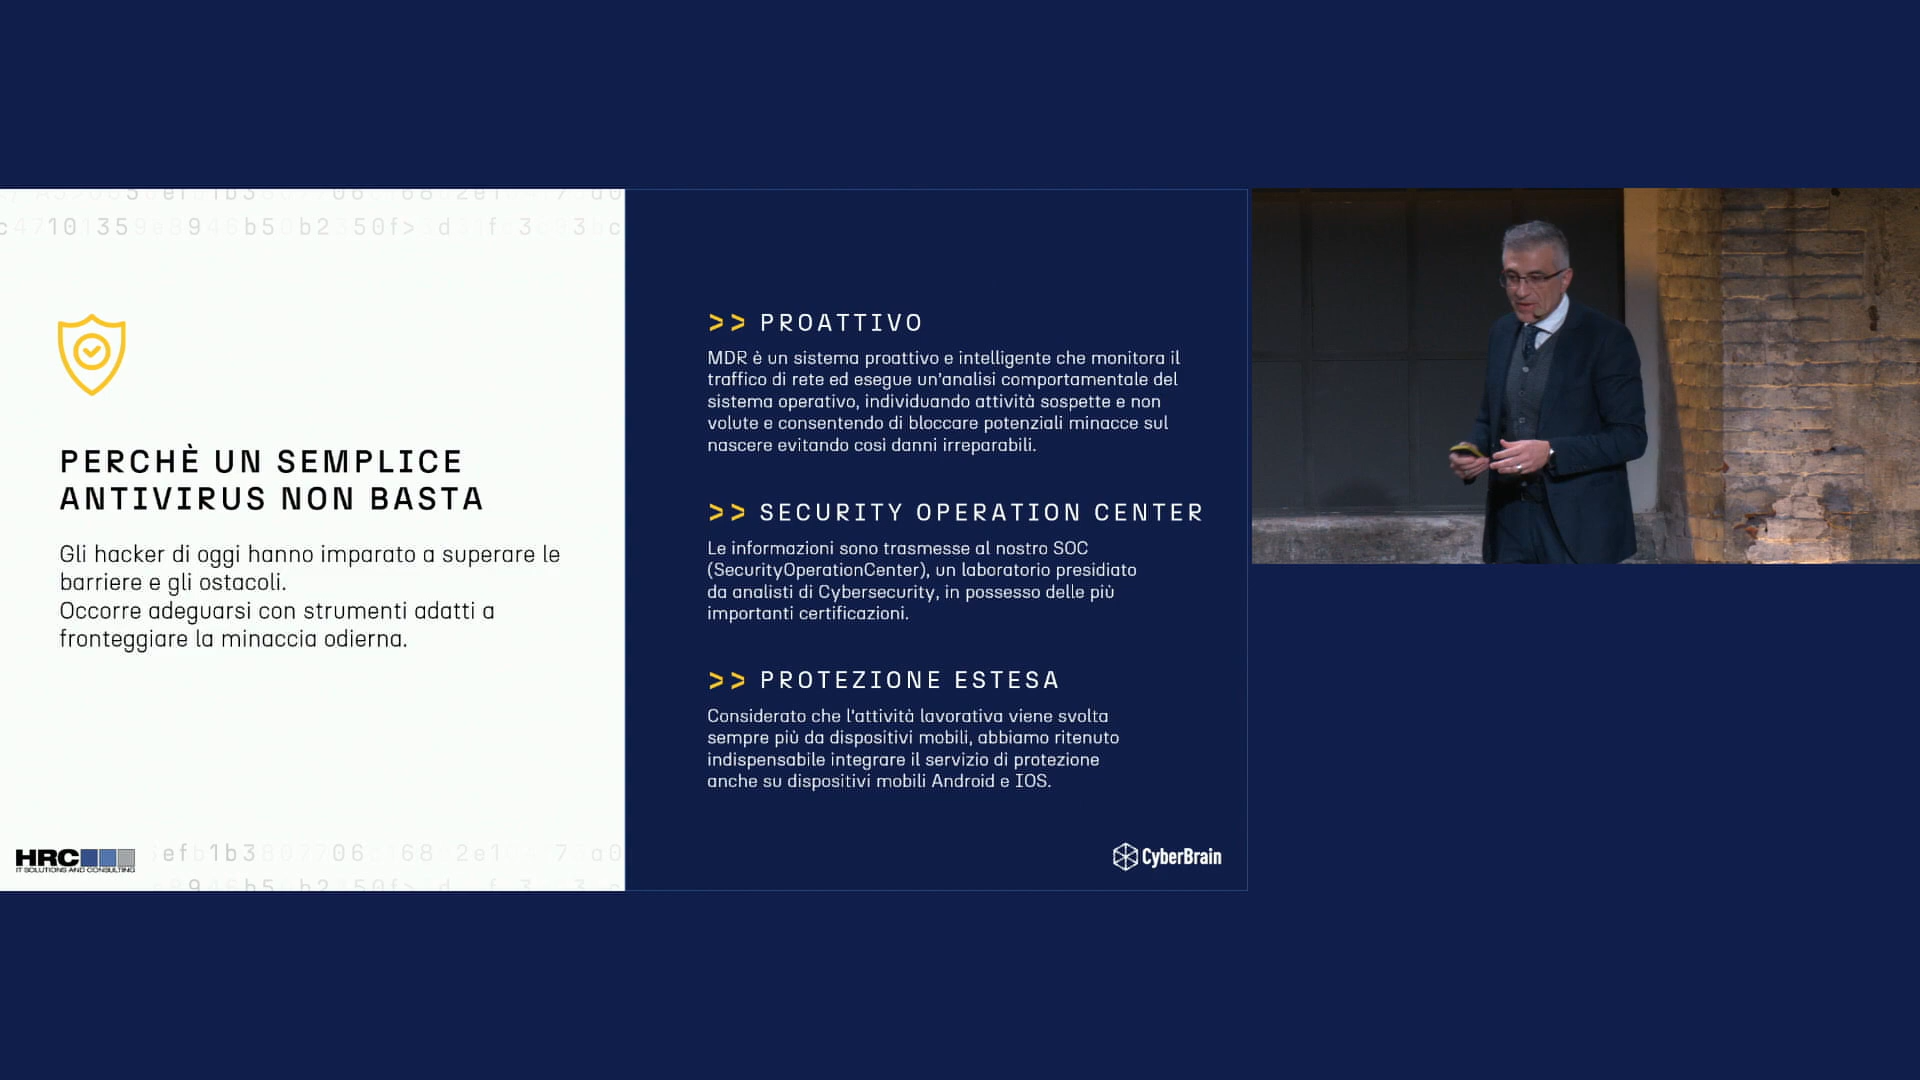 c4710135908946b50b2350f>
PERCHÈ UN SEMPLICE
ANTIVIRUS NON BASTA
Gli hacker di oggi hanno imparato a superare le
barriere e gli ostacoli.
Occorre adeguarsi con strumenti adatti a
fronteggiare la minaccia odierna.
HRC
IT SOLUTIONS AND CONSULTING
>> PROATTIVO
MDR è un sistema proattivo e intelligente che monitora il
traffico di rete ed esegue un'analisi comportamentale del
sistema operativo, individuando attività sospette e non
volute e consentendo di bloccare potenziali minacce sul
nascere evitando così danni irreparabili.
>> SECURITY OPERATION CENTER
Le informazioni sono trasmesse al nostro SOC
(SecurityOperationCenter), un laboratorio presidiato
da analisti di Cybersecurity, in possesso delle più
importanti certificazioni.
>> PROTEZIONE ESTESA
Considerato che l'attività lavorativa viene svolta
sempre più da dispositivi mobili, abbiamo ritenuto
indispensabile integrare il servizio di protezione
anche su dispositivi mobili Android e IOS.
CyberBrain